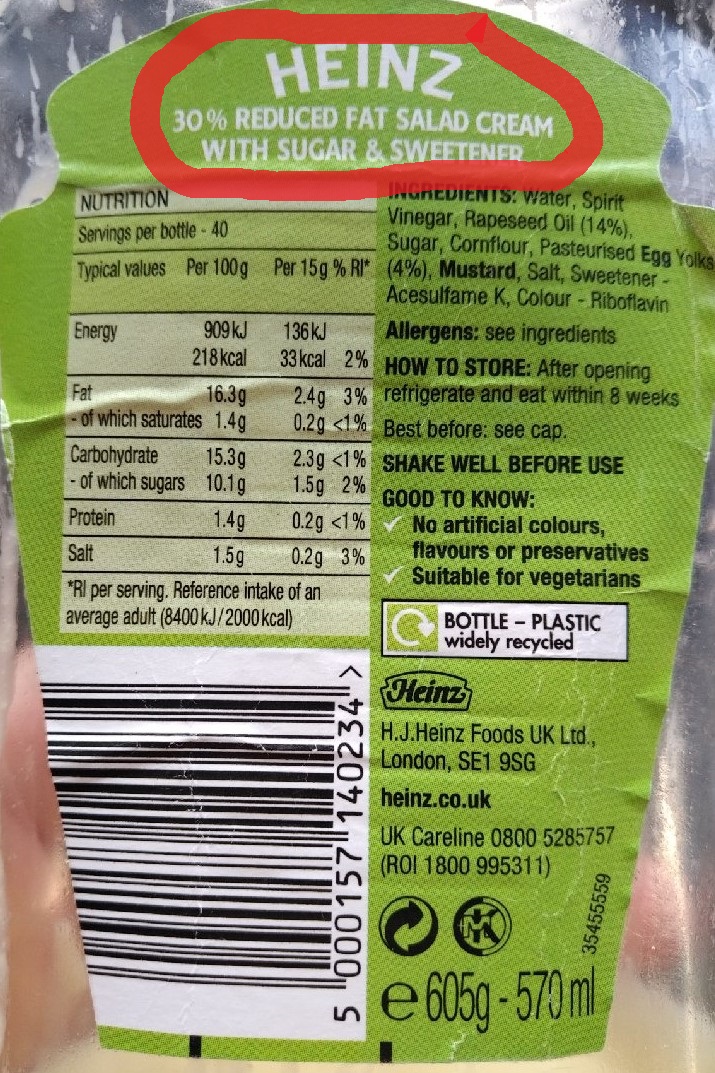 HEINZ
30% REDUCED FAT SALAD CREAM
WITH SUGAR & SWEETENER
NUTRITION
Servings per bottle - 40
Typical values Per 100g Per 15g % RI*
Energy 909kJ 136kJ
218kcal 33kcal 2%
Fat 16.3g 2.4g 3%
- of which saturates 1.4g 0.2g <1%
Carbohydrate 15.3g 2.3g <1%
- of which sugars 10.1g 1.5g 2%
Protein 1.4g 0.2g <1%
Salt 1.5g 0.2g 3%
*RI per serving. Reference intake of an
average adult (8400kJ/2000kcal)
5 000157 140234 >
INGREDIENTS: Water, Spirit
Vinegar, Rapeseed Oil (14%),
Sugar, Cornflour, Pasteurised Egg Yolks
(4%), Mustard, Salt, Sweetener -
Acesulfame K, Colour - Riboflavin
Allergens: see ingredients
HOW TO STORE: After opening
refrigerate and eat within 8 weeks
Best before: see cap.
SHAKE WELL BEFORE USE
GOOD TO KNOW:
✓ No artificial colours,
flavours or preservatives
✓ Suitable for vegetarians
BOTTLE – PLASTIC
widely recycled
Heinz
H.J.Heinz Foods UK Ltd.,
London, SE1 9SG
heinz.co.uk
UK Careline 0800 5285757
(ROI 1800 995311)
35455559
e 605g - 570 ml